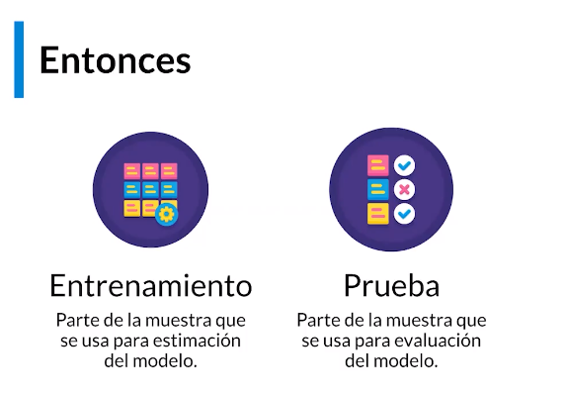 Entonces
Entrenamiento
Parte de la muestra que
se usa para estimación
del modelo.
Prueba
Parte de la muestra que
se usa para evaluación
del modelo.